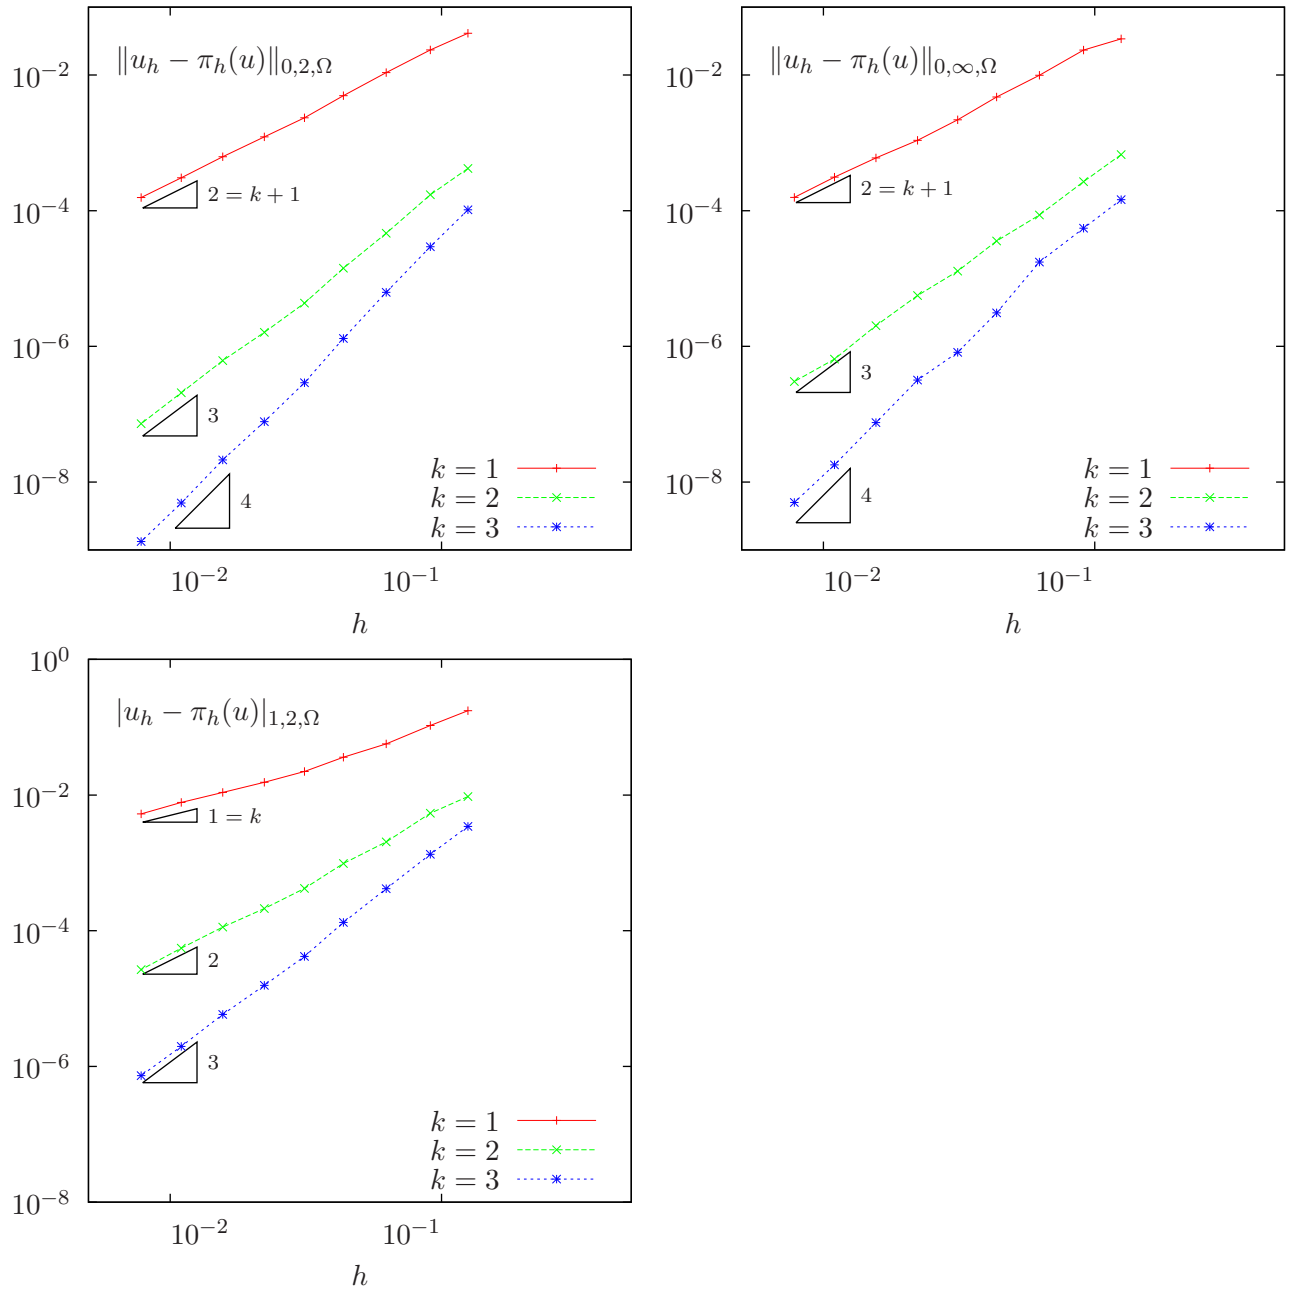 ‖u_h − π_h(u)‖_{0,2,Ω}
10^{−2}
10^{−4}
10^{−6}
10^{−8}
2 = k + 1
3
4
k = 1
k = 2
k = 3
10^{−2} 10^{−1}
h
‖u_h − π_h(u)‖_{0,∞,Ω}
10^{−2}
10^{−4}
10^{−6}
10^{−8}
2 = k + 1
3
4
k = 1
k = 2
k = 3
10^{−2} 10^{−1}
h
10^{0}
|u_h − π_h(u)|_{1,2,Ω}
10^{−2}
10^{−4}
10^{−6}
10^{−8}
1 = k
2
3
k = 1
k = 2
k = 3
10^{−2} 10^{−1}
h